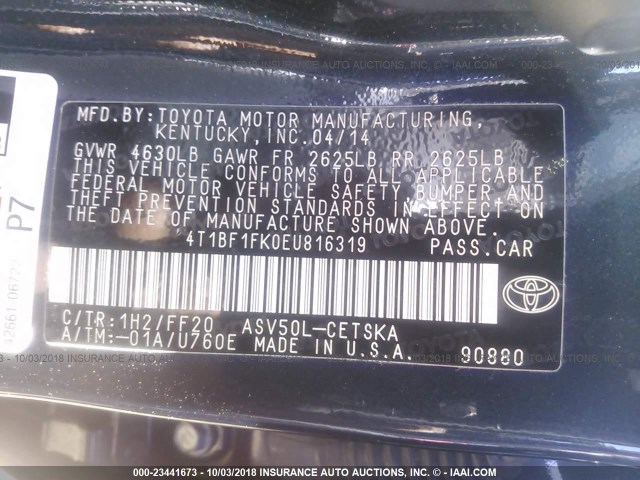 MFD.BY:TOYOTA MOTOR MANUFACTURING,
KENTUCKY,INC.04/14
GVWR 4630LB GAWR FR 2625LB RR 2625LB
THIS VEHICLE CONFORMS TO ALL APPLICABLE
FEDERAL MOTOR VEHICLE SAFETY, BUMPER AND
THEFT PREVENTION STANDARDS IN EFFECT ON
THE DATE OF MANUFACTURE SHOWN ABOVE.
4T1BF1FK0EU816319 PASS.CAR
C/TR:1H2/FF20 ASV50L-CETSKA
A/TM:-01A/U760E MADE IN U.S.A. 90880
P7
000-23441673 - 10/03/2018 - INSURANCE AUTO AUCTIONS, INC. - IAAI.COM